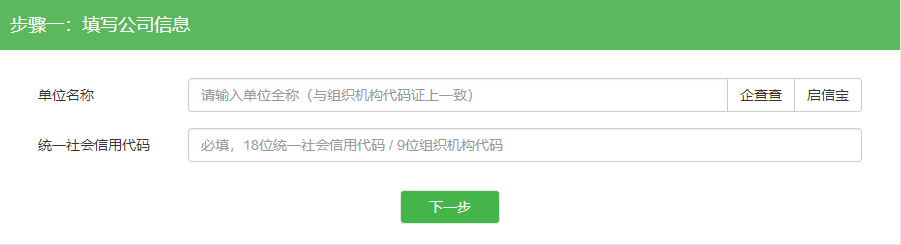 步骤一：填写公司信息
单位名称 请输入单位全称（与组织机构代码证上一致） 企查查 启信宝
统一社会信用代码 必填，18位统一社会信用代码 / 9位组织机构代码
下一步